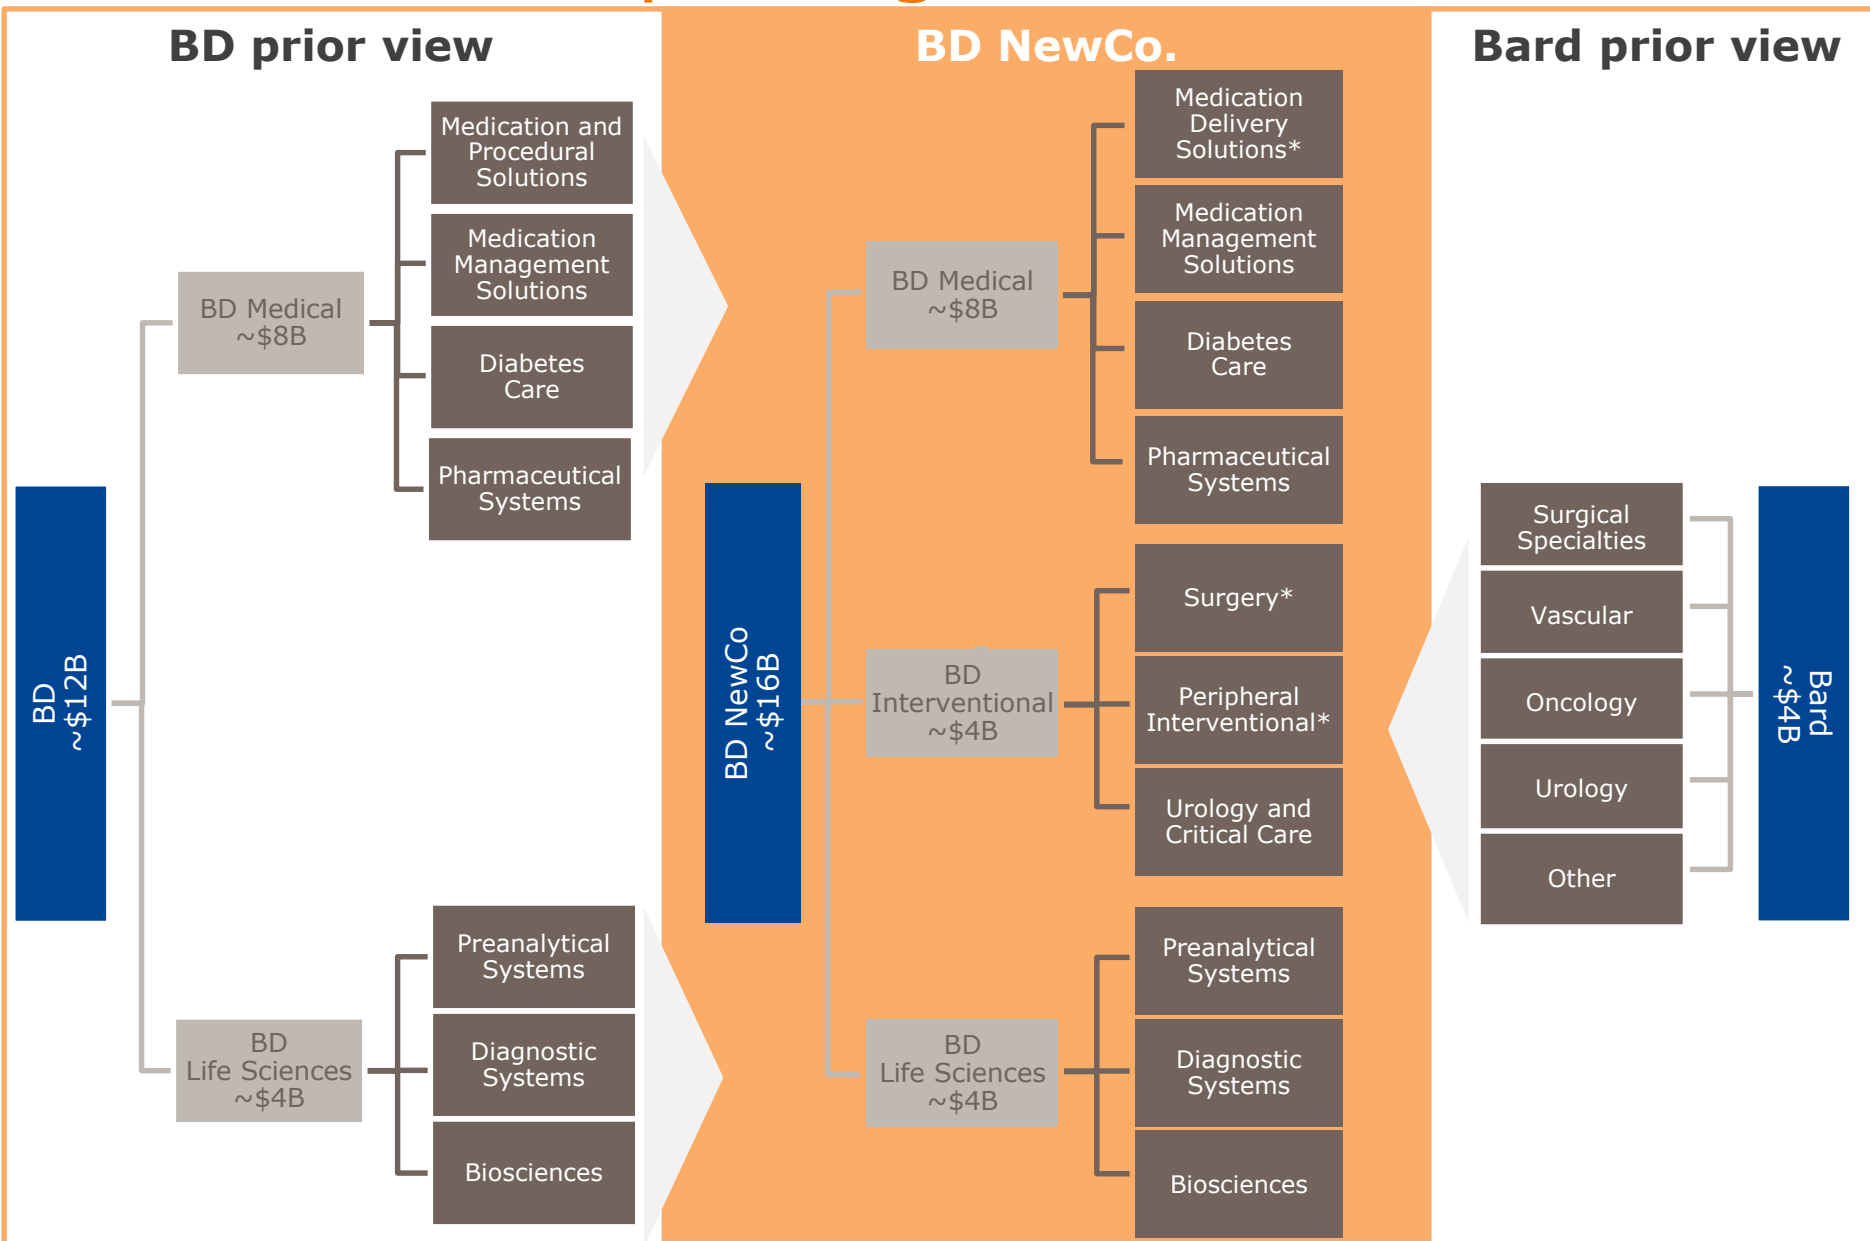 BD prior view
BD
~$12B
BD Medical
~$8B
Medication and
Procedural
Solutions
Medication
Management
Solutions
Diabetes
Care
Pharmaceutical
Systems
BD
Life Sciences
~$4B
Preanalytical
Systems
Diagnostic
Systems
Biosciences
BD NewCo.
BD NewCo
~$16B
BD Medical
~$8B
Medication
Delivery
Solutions*
Medication
Management
Solutions
Diabetes
Care
Pharmaceutical
Systems
BD
Interventional
~$4B
Surgery*
Peripheral
Interventional*
Urology and
Critical Care
BD
Life Sciences
~$4B
Preanalytical
Systems
Diagnostic
Systems
Biosciences
Bard prior view
Surgical
Specialties
Vascular
Oncology
Urology
Other
Bard
~$4B